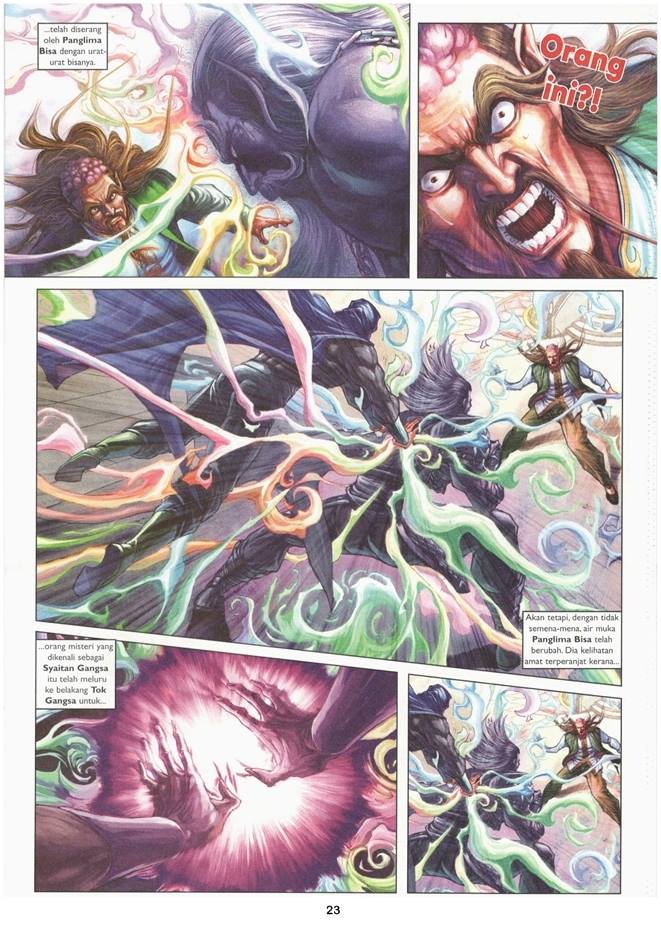 ...telah diserang
oleh Panglima
Bisa dengan urat-
urat bisanya.
Orang
ini?!
Akan tetapi, dengan tidak
semena-mena, air muka
Panglima Bisa telah
berubah. Dia kelihatan
amat terperanjat kerana...
...orang misteri yang
dikenali sebagai
Syaitan Gangsa
itu telah meluru
ke belakang Tok
Gangsa untuk...
23